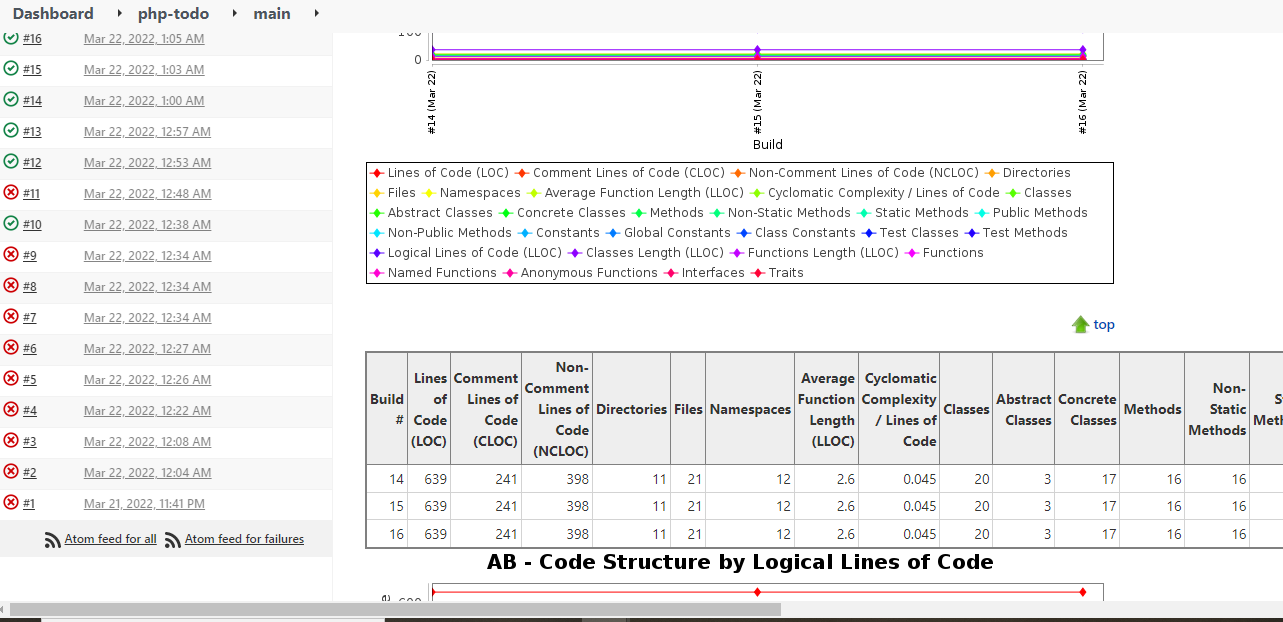 Dashboard php-todo main
#16 Mar 22, 2022, 1:05 AM
#15 Mar 22, 2022, 1:03 AM
#14 Mar 22, 2022, 1:00 AM
#13 Mar 22, 2022, 12:57 AM
#12 Mar 22, 2022, 12:53 AM
#11 Mar 22, 2022, 12:48 AM
#10 Mar 22, 2022, 12:38 AM
#9 Mar 22, 2022, 12:34 AM
#8 Mar 22, 2022, 12:34 AM
#7 Mar 22, 2022, 12:34 AM
#6 Mar 22, 2022, 12:27 AM
#5 Mar 22, 2022, 12:26 AM
#4 Mar 22, 2022, 12:22 AM
#3 Mar 22, 2022, 12:08 AM
#2 Mar 22, 2022, 12:04 AM
#1 Mar 21, 2022, 11:41 PM
Atom feed for all Atom feed for failures
0
#14 (Mar 22)
#15 (Mar 22)
#16 (Mar 22)
Build
Lines of Code (LOC) Comment Lines of Code (CLOC) Non-Comment Lines of Code (NCLOC) Directories
Files Namespaces Average Function Length (LLOC) Cyclomatic Complexity / Lines of Code Classes
Abstract Classes Concrete Classes Methods Non-Static Methods Static Methods Public Methods
Non-Public Methods Constants Global Constants Class Constants Test Classes Test Methods
Logical Lines of Code (LLOC) Classes Length (LLOC) Functions Length (LLOC) Functions
Named Functions Anonymous Functions Interfaces Traits
top
Build
#
Lines
of
Code
(LOC)
Comment
Lines of
Code
(CLOC)
Non-
Comment
Lines of
Code
(NCLOC)
Directories
Files
Namespaces
Average
Function
Length
(LLOC)
Cyclomatic
Complexity
/ Lines of
Code
Classes
Abstract
Classes
Concrete
Classes
Methods
Non-
Static
Methods
14 639 241 398 11 21 12 2.6 0.045 20 3 17 16 16
15 639 241 398 11 21 12 2.6 0.045 20 3 17 16 16
16 639 241 398 11 21 12 2.6 0.045 20 3 17 16 16
AB - Code Structure by Logical Lines of Code